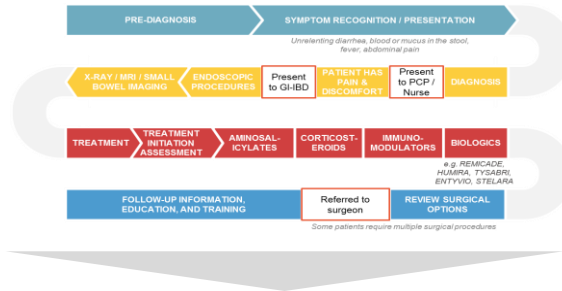 PRE-DIAGNOSIS
SYMPTOM RECOGNITION / PRESENTATION
Unrelenting diarrhea, blood or mucus in the stool,
fever, abdominal pain
X-RAY / MRI / SMALL
BOWEL IMAGING
ENDOSCOPIC
PROCEDURES
Present
to GI-IBD
PATIENT HAS
PAIN &
DISCOMFORT
Present
to PCP /
Nurse
DIAGNOSIS
TREATMENT
TREATMENT
INITIATION
ASSESSMENT
AMINOSAL-
ICYLATES
CORTICOST-
EROIDS
IMMUNO-
MODULATORS
BIOLOGICS
e.g. REMICADE,
HUMIRA, TYSABRI,
ENTYVIO, STELARA
FOLLOW-UP INFORMATION,
EDUCATION, AND TRAINING
Referred to
surgeon
REVIEW SURGICAL
OPTIONS
Some patients require multiple surgical procedures